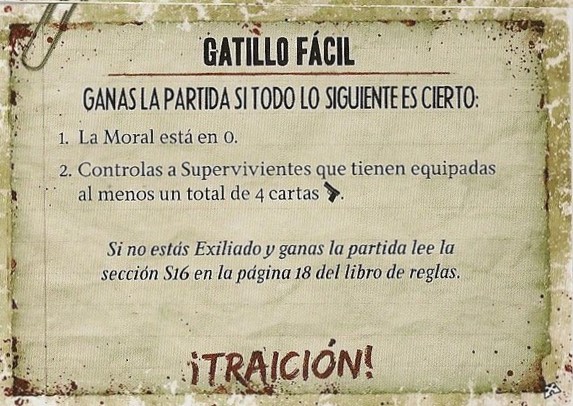 GATILLO FÁCIL
GANAS LA PARTIDA SI TODO LO SIGUIENTE ES CIERTO:
1. La Moral está en 0.
2. Controlas a Supervivientes que tienen equipadas
al menos un total de 4 cartas .
Si no estás Exiliado y ganas la partida lee la
sección S16 en la página 18 del libro de reglas.
¡TRAICIÓN!